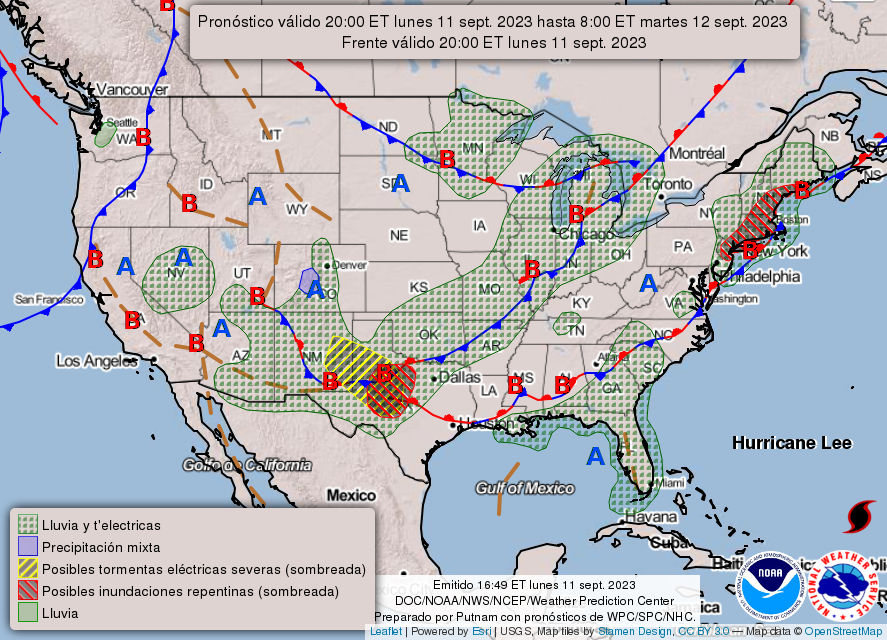 Pronóstico válido 20:00 ET lunes 11 sept. 2023 hasta 8:00 ET martes 12 sept. 2023
Frente válido 20:00 ET lunes 11 sept. 2023
B
Vancouver
Seattle
WA
B
MT
ND
MN
B
NB
Montréal
OR
ID
B
A
WY
SD
A
WI
MI
Toronto
B
NS
IA
B
Chicago
NY
Boston
B
New York
NE
PA
OH
IN
B
A
B
A
NV
A
UT
Denver
A
CO
KS
MO
B
KY
A
VA
Philadelphia
Washington
San Francisco
B
B
A
B
TN
NC
OK
AR
Los Angeles
AZ
NM
B
B
Dallas
LA
MS
B
B
GA
SC
Houston
Hurricane Lee
A
Golfo de California
Mexico
Gulf of Mexico
Miami
Havana
Cuba
Lluvia y t'electricas
Precipitación mixta
Posibles tormentas eléctricas severas (sombreada)
Posibles inundaciones repentinas (sombreada)
Lluvia
Emitido 16:49 ET lunes 11 sept. 2023
DOC/NOAA/NWS/NCEP/Weather Prediction Center
Preparado por Putnam con pronósticos de WPC/SPC/NHC.
NOAA
NATIONAL WEATHER SERVICE
Leaflet | Powered by Esri | USGS, Map tiles by Stamen Design, CC BY 3.0 — Map data © OpenStreetMap